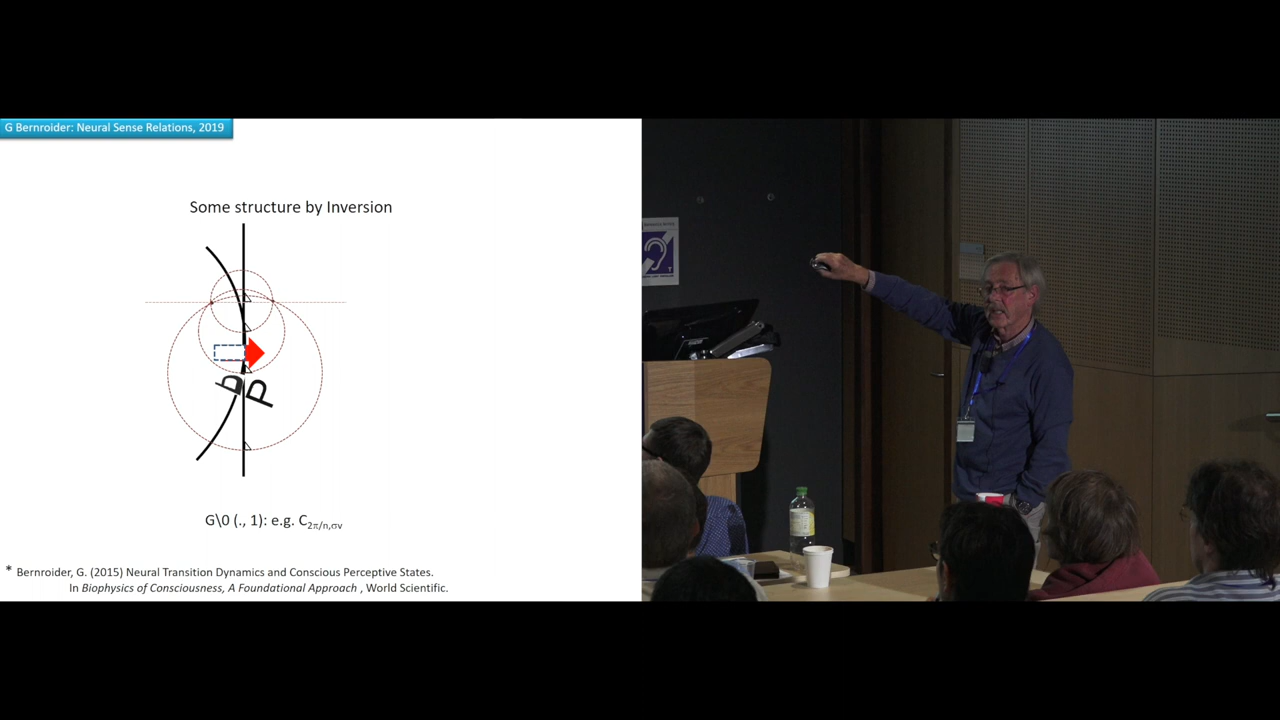 G Bernroider: Neural Sense Relations, 2019
Some structure by Inversion
b
p
G\0 (., 1): e.g. C2π/n,σv
* Bernroider, G. (2015) Neural Transition Dynamics and Conscious Perceptive States.
In Biophysics of Consciousness, A Foundational Approach , World Scientific.
T